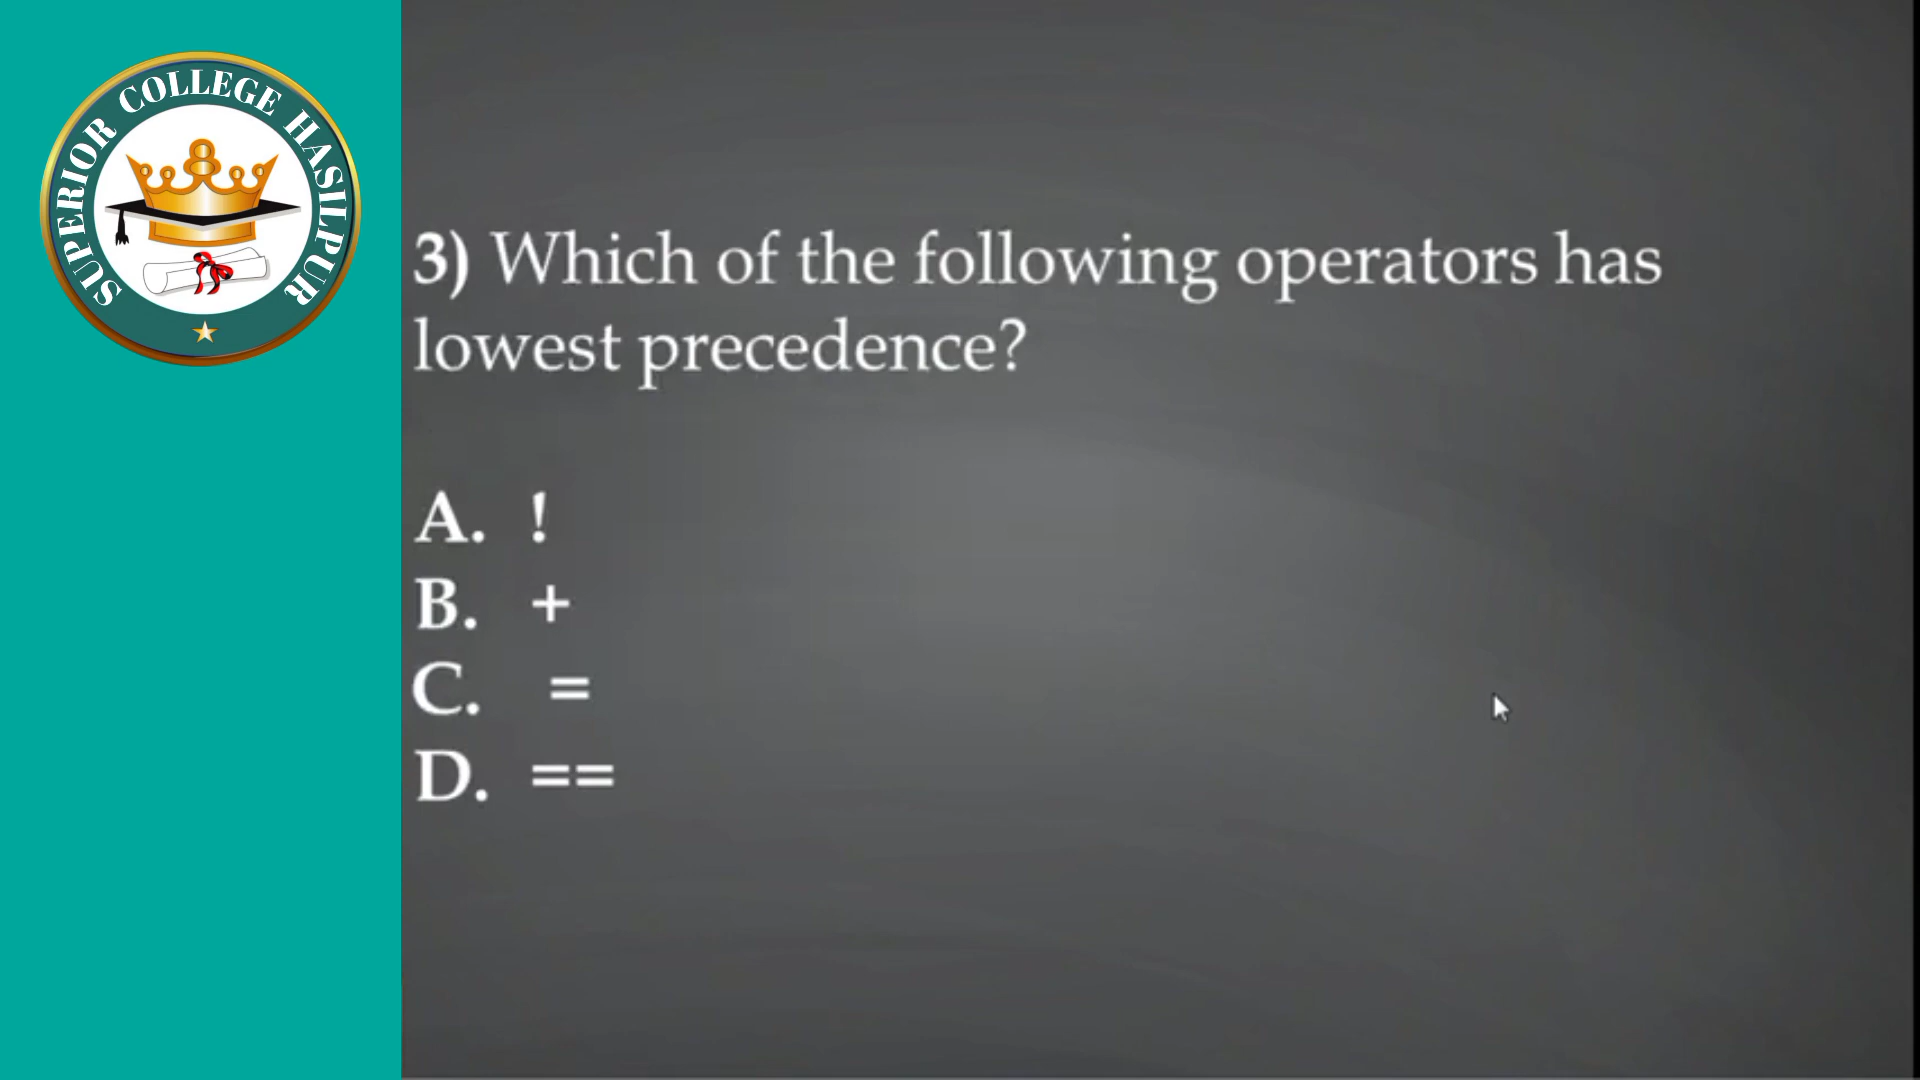 SUPERIOR COLLEGE HASILPUR
3) Which of the following operators has
lowest precedence?
A. !
B. +
C. =
D. ==